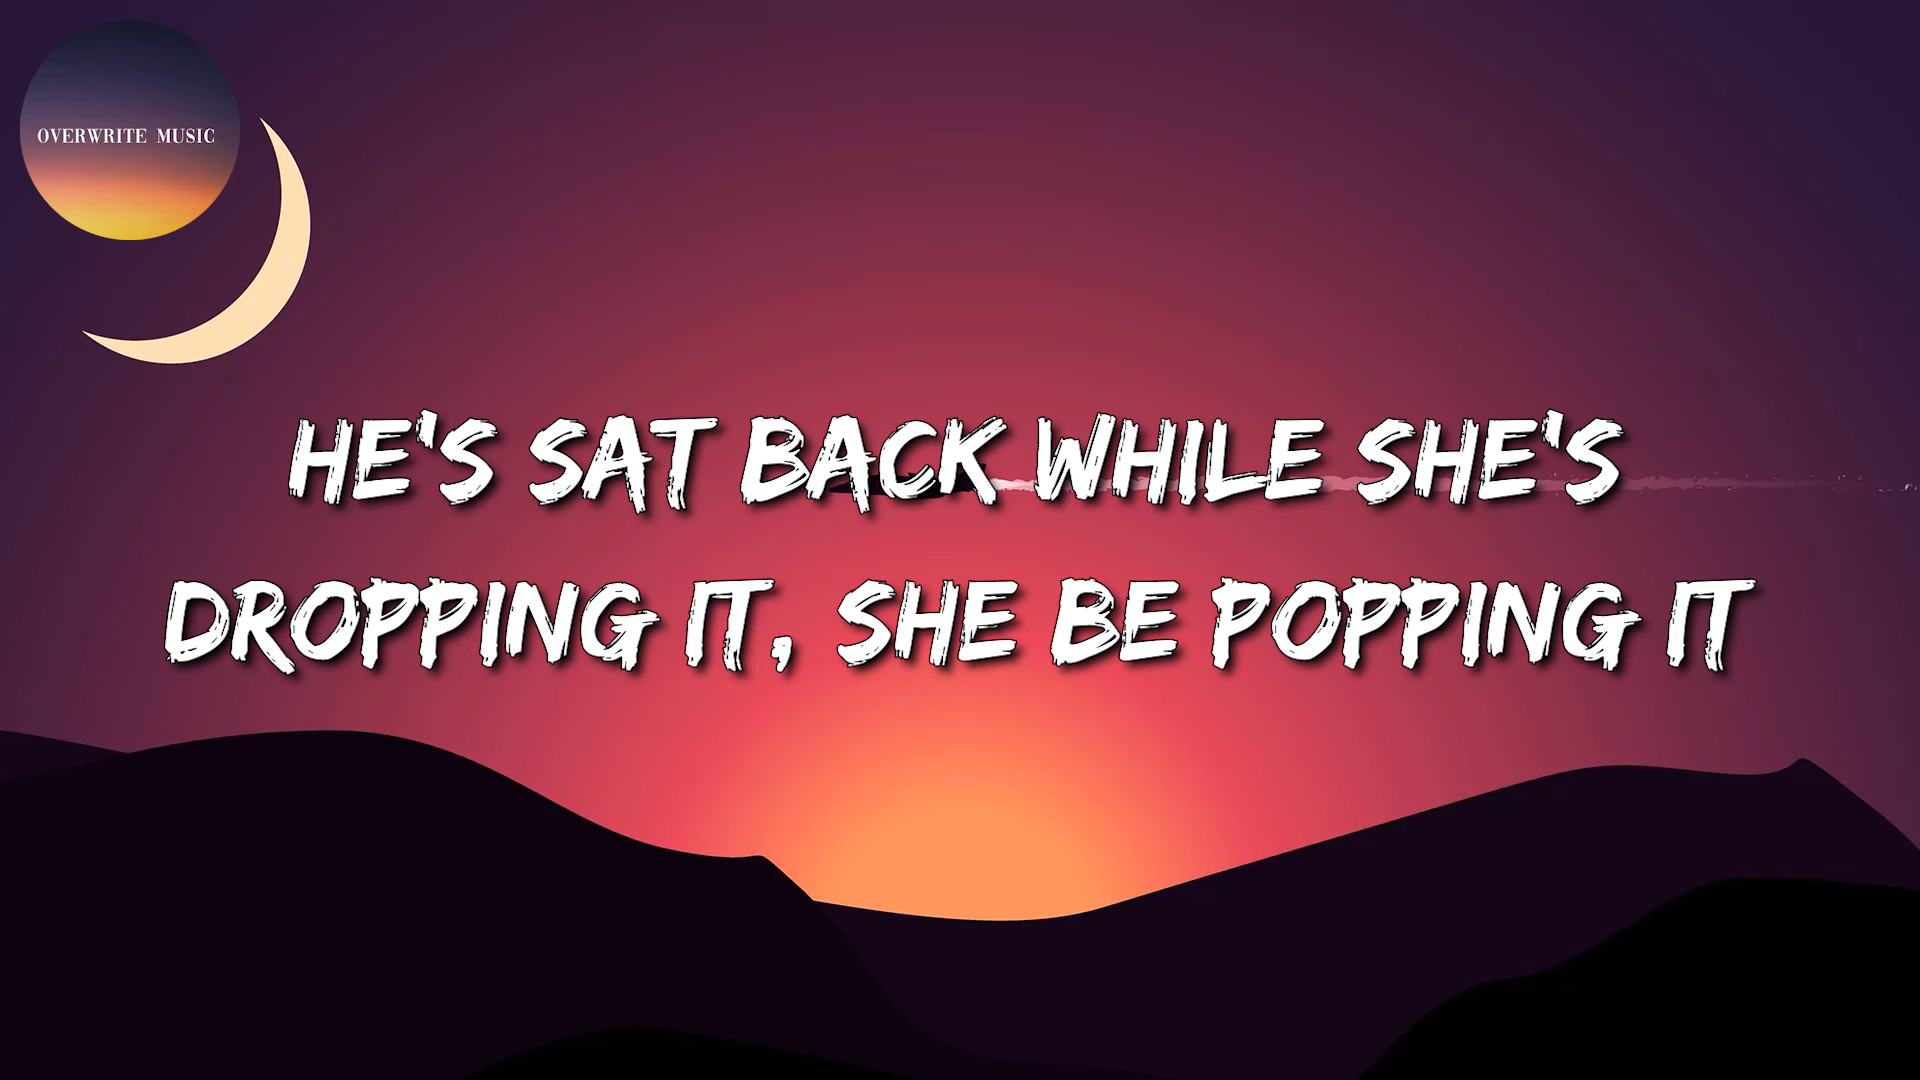 OVERWRITE MUSIC
HE'S SAT BACK WHILE SHE'S
DROPPING IT, SHE BE POPPING IT